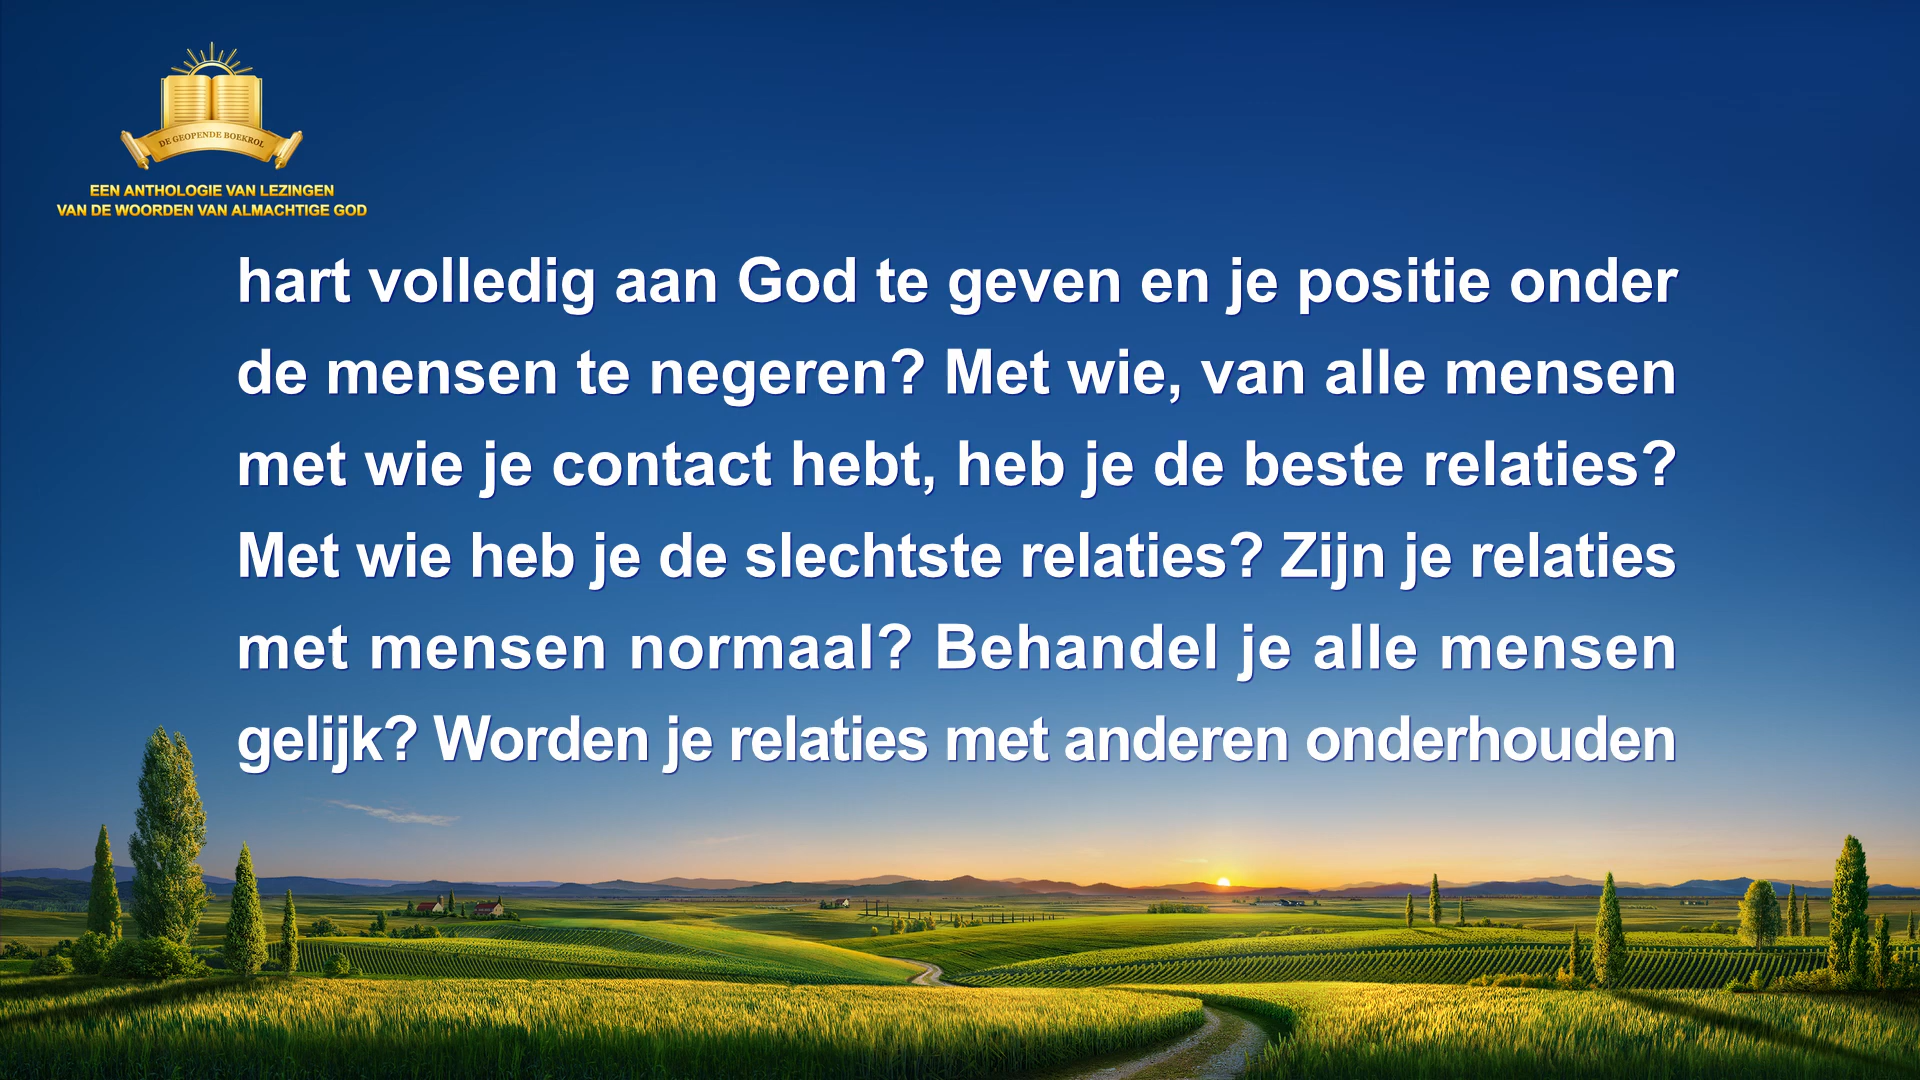 DE GEOPENDE BOEKROL
EEN ANTHOLOGIE VAN LEZINGEN
VAN DE WOORDEN VAN ALMACHTIGE GOD
hart volledig aan God te geven en je positie onder
de mensen te negeren? Met wie, van alle mensen
met wie je contact hebt, heb je de beste relaties?
Met wie heb je de slechtste relaties? Zijn je relaties
met mensen normaal? Behandel je alle mensen
gelijk? Worden je relaties met anderen onderhouden